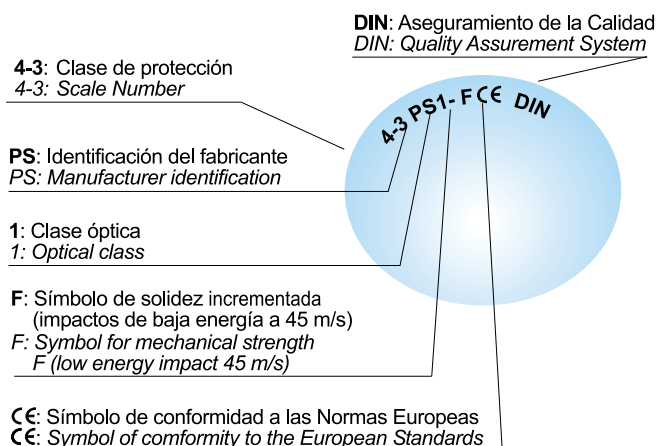 DIN: Aseguramiento de la Calidad
DIN: Quality Assurement System
4-3: Clase de protección
4-3: Scale Number
4-3 PS1- F CE DIN
PS: Identificación del fabricante
PS: Manufacturer identification
1: Clase óptica
1: Optical class
F: Símbolo de solidez incrementada
(impactos de baja energía a 45 m/s)
F: Symbol for mechanical strength
F (low energy impact 45 m/s)
CE: Símbolo de conformidad a las Normas Europeas
CE: Symbol of comformity to the European Standards